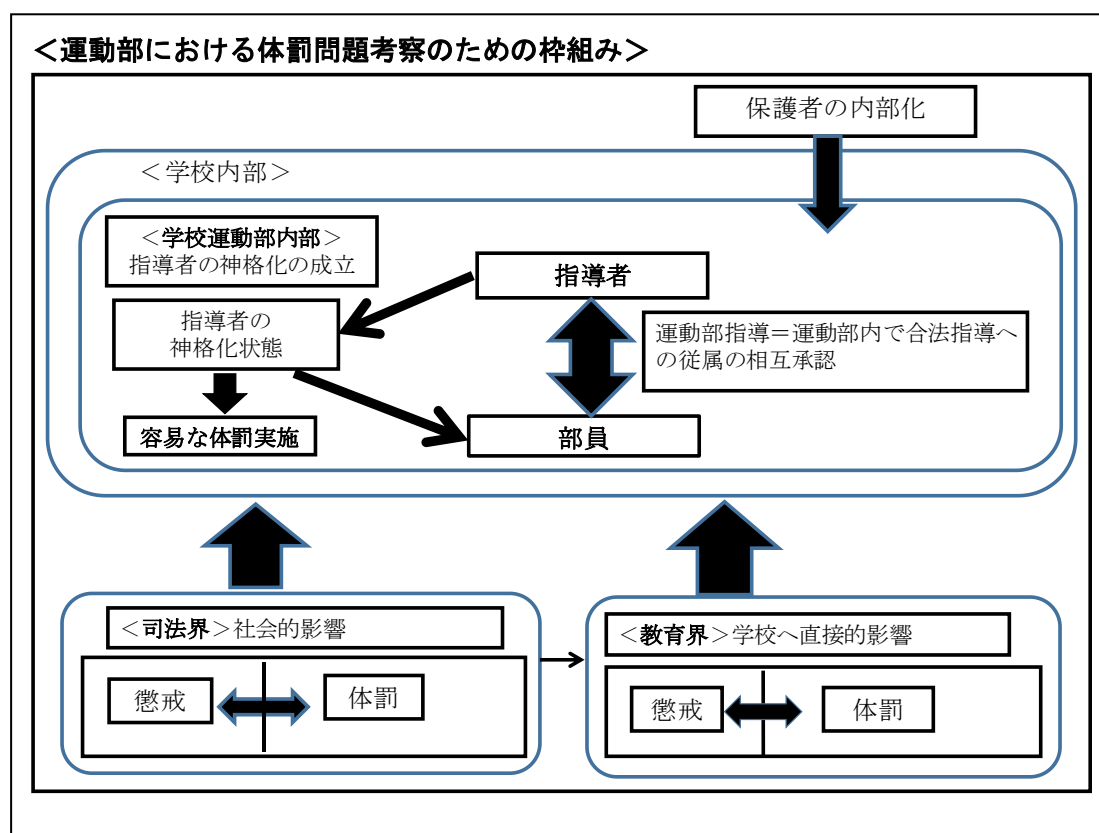 ＜運動部における体罰問題考察のための枠組み＞
保護者の内部化
＜学校内部＞
＜学校運動部内部＞
指導者の神格化の成立
指導者
指導者の
神格化状態
運動部指導＝運動部内で合法指導へ
の従属の相互承認
容易な体罰実施
部員
＜司法界＞社会的影響
懲戒
体罰
＜教育界＞学校へ直接的影響
懲戒
体罰